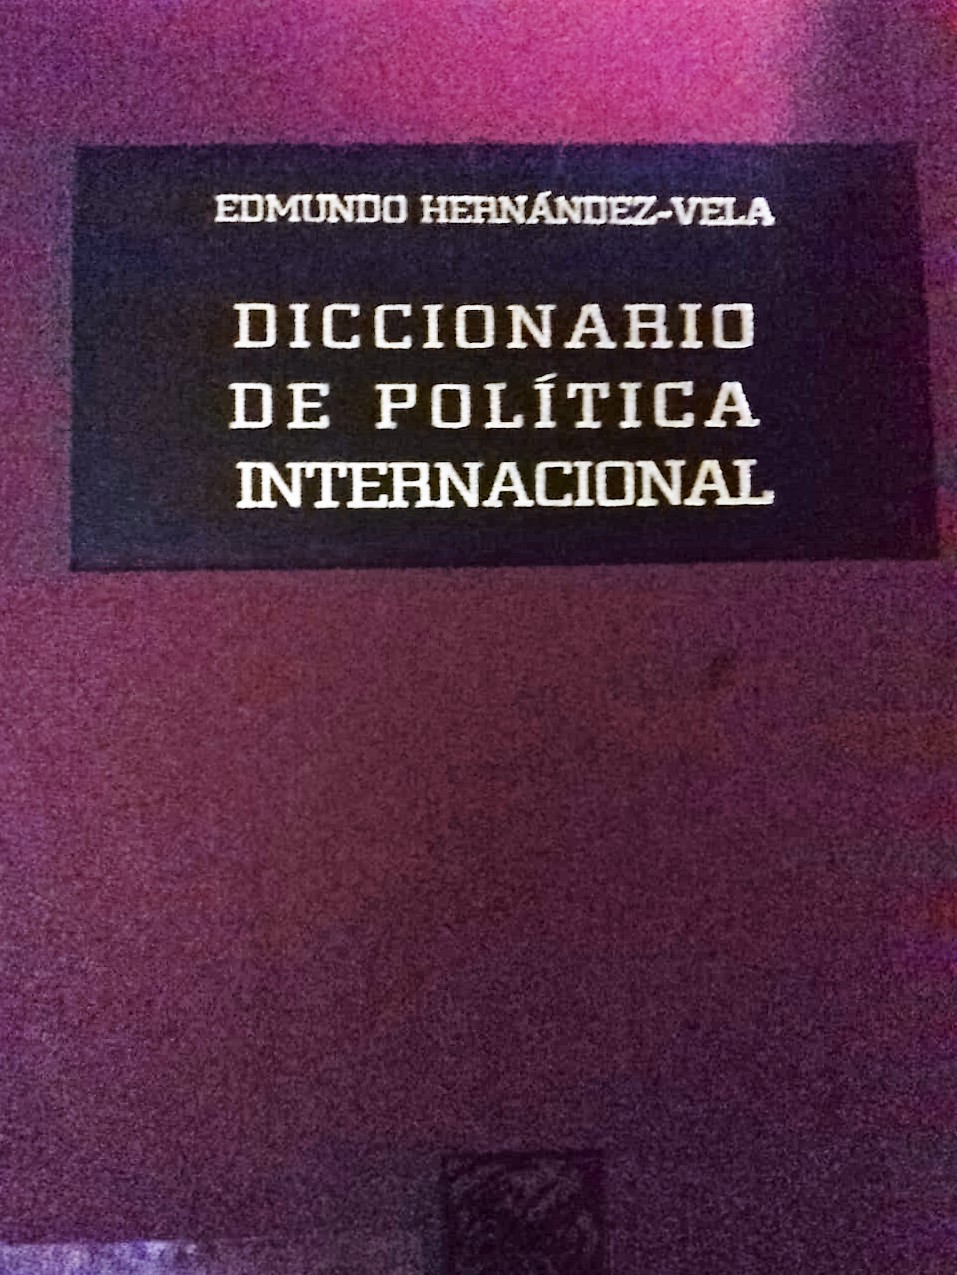 EDMUNDO HERNÁNDEZ-VELA
DICCIONARIO
DE POLÍTICA
INTERNACIONAL